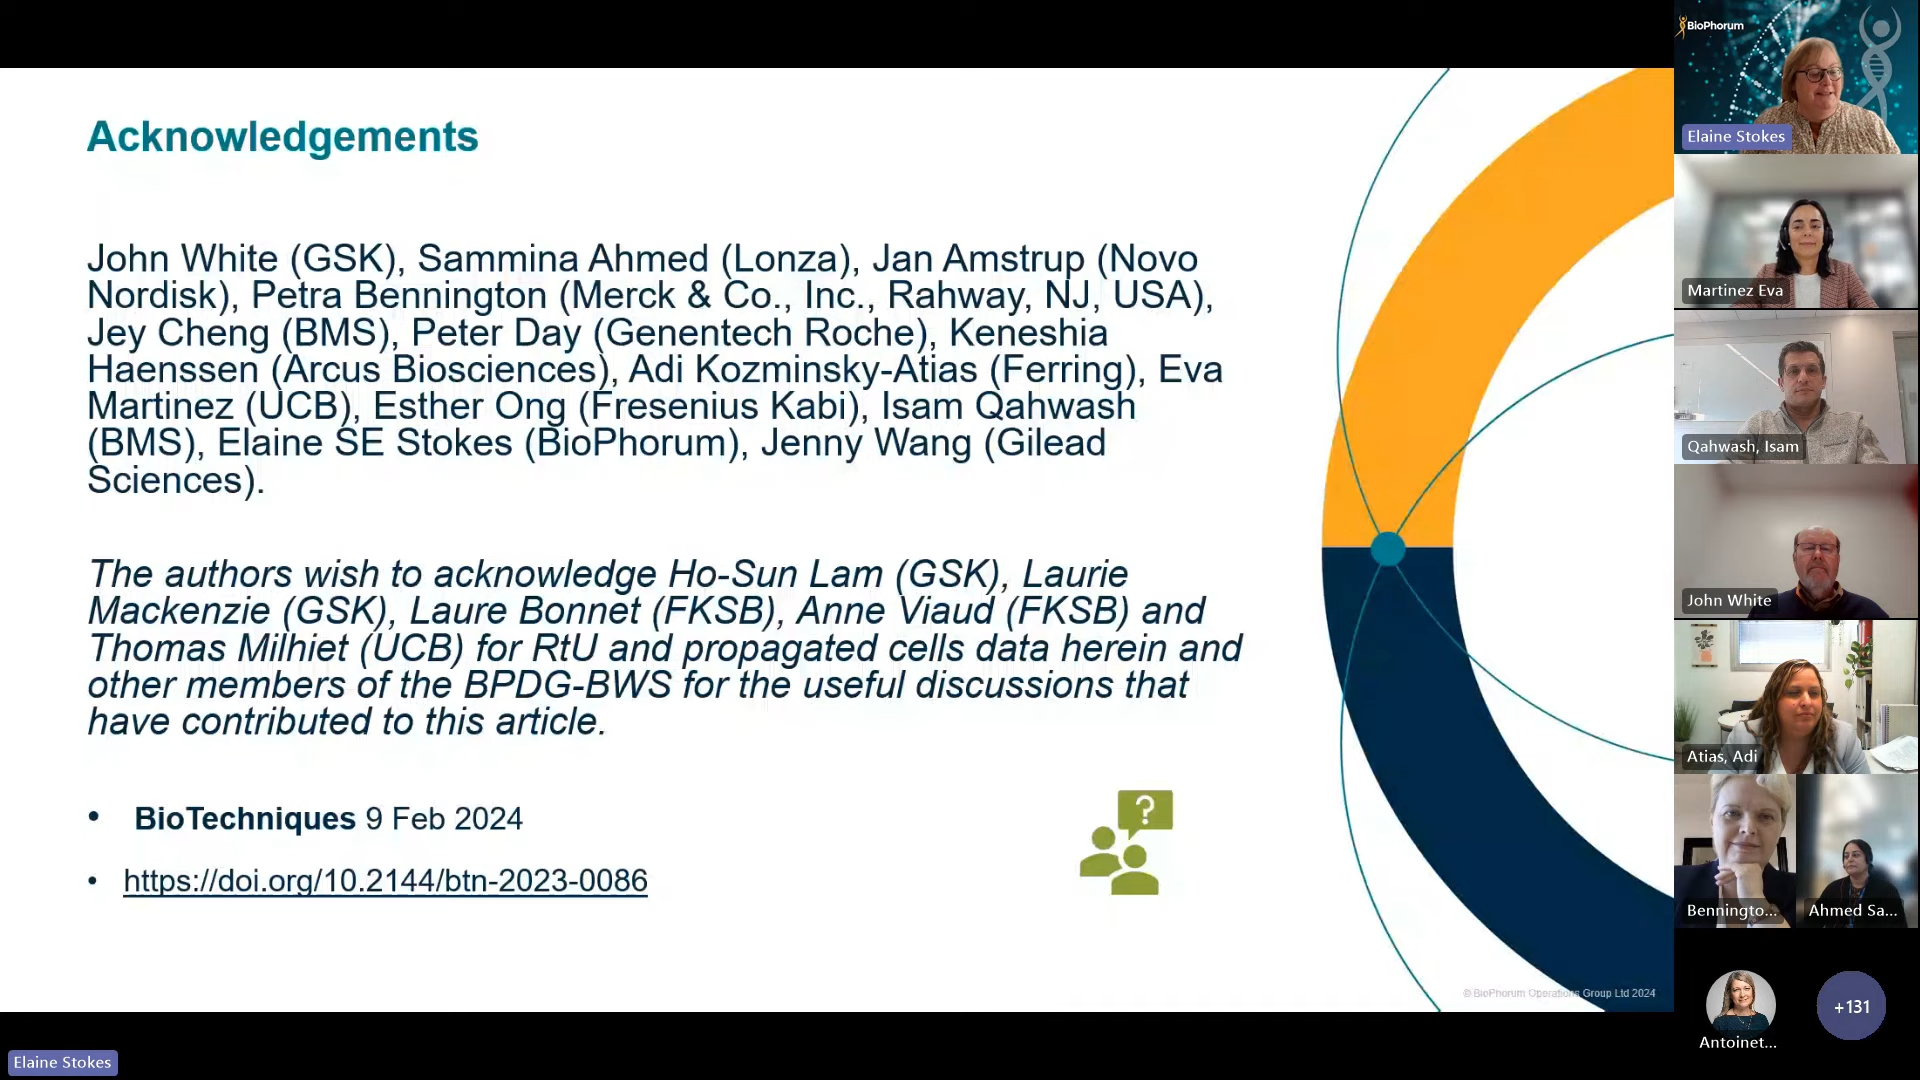 Acknowledgements
John White (GSK), Sammina Ahmed (Lonza), Jan Amstrup (Novo
Nordisk), Petra Bennington (Merck & Co., Inc., Rahway, NJ, USA),
Jey Cheng (BMS), Peter Day (Genentech Roche), Keneshia
Haenssen (Arcus Biosciences), Adi Kozminsky-Atias (Ferring), Eva
Martinez (UCB), Esther Ong (Fresenius Kabi), Isam Qahwash
(BMS), Elaine SE Stokes (BioPhorum), Jenny Wang (Gilead
Sciences).
The authors wish to acknowledge Ho-Sun Lam (GSK), Laurie
Mackenzie (GSK), Laure Bonnet (FKSB), Anne Viaud (FKSB) and
Thomas Milhiet (UCB) for RtU and propagated cells data herein and
other members of the BPDG-BWS for the useful discussions that
have contributed to this article.
• BioTechniques 9 Feb 2024
• https://doi.org/10.2144/btn-2023-0086
?
© BioPhorum Operations Group Ltd 2024
Elaine Stokes
BioPhorum
Elaine Stokes
Martinez Eva
Qahwash, Isam
John White
Atias, Adi
Benningto...
Ahmed Sa...
Antoinet...
+131